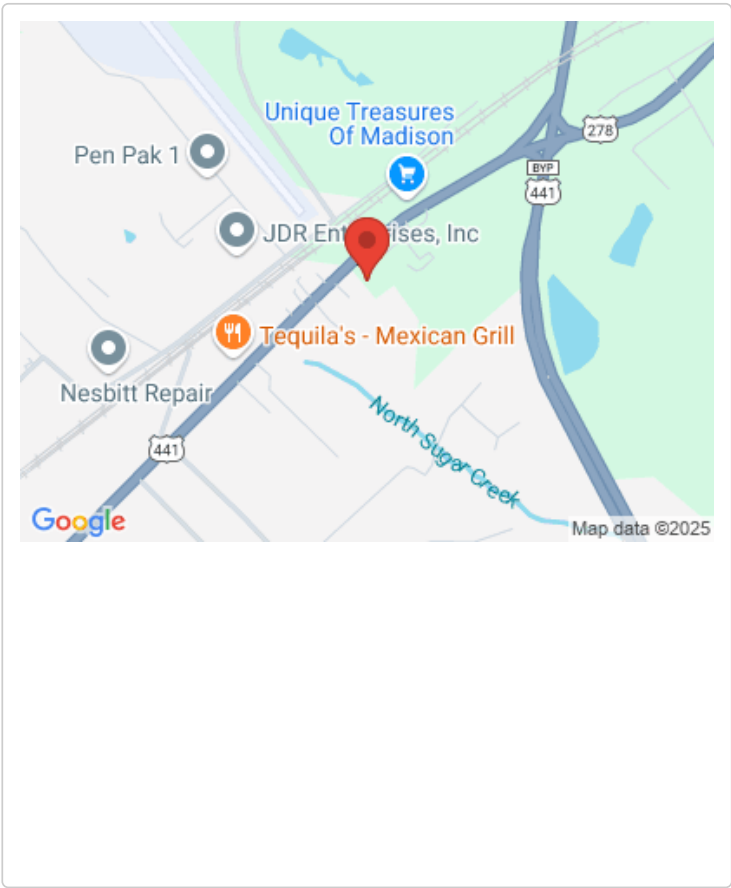 Unique Treasures
Of Madison
278
Pen Pak 1
BYP
441
JDR Ent ises, Inc
Tequila's - Mexican Grill
Nesbitt Repair
North Sugar Creek
441
Google
Map data ©2025